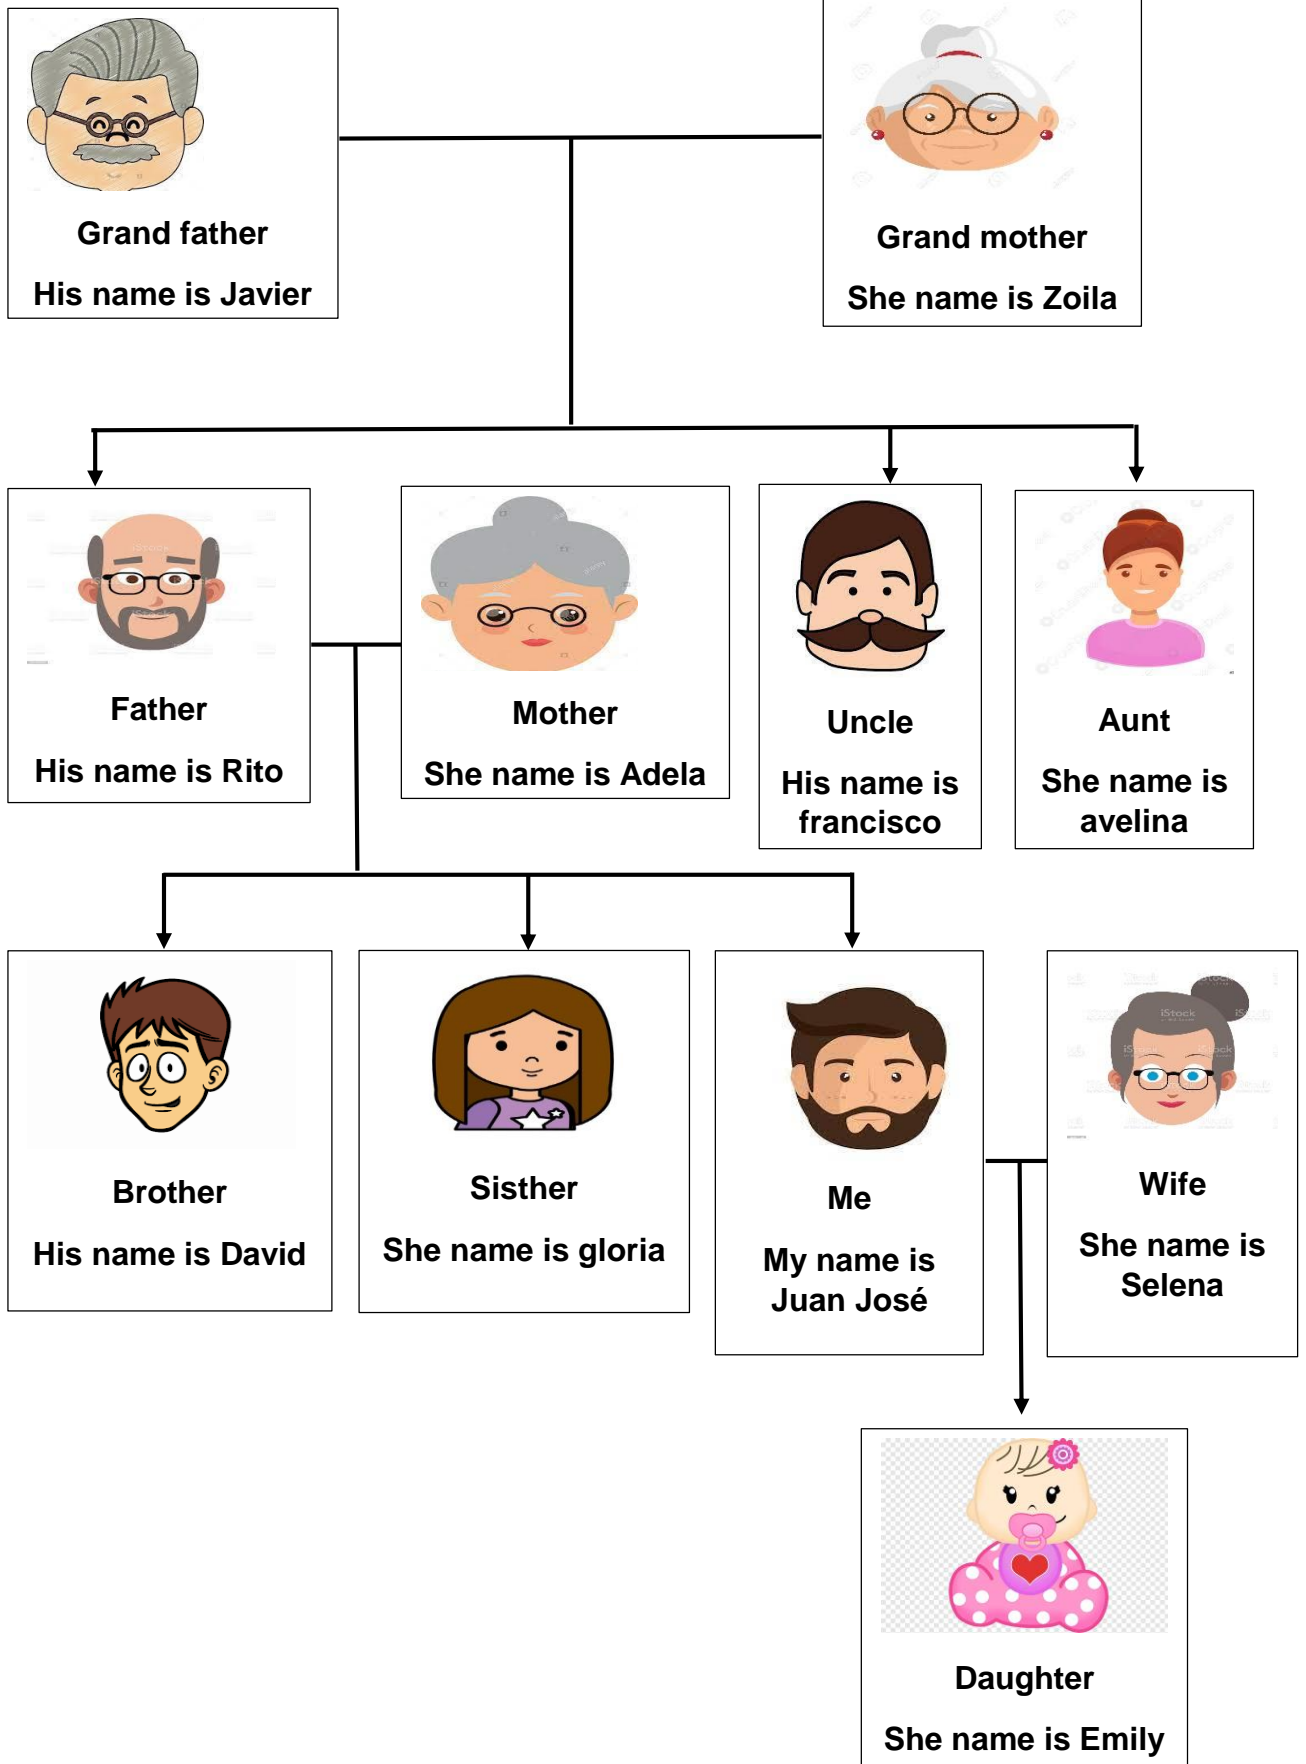 Grand father
His name is Javier
Grand mother
She name is Zoila
Father
His name is Rito
Mother
She name is Adela
Uncle
His name is
francisco
Aunt
She name is
avelina
Brother
His name is David
Sisther
She name is gloria
Me
My name is
Juan José
Wife
She name is
Selena
Daughter
She name is Emily